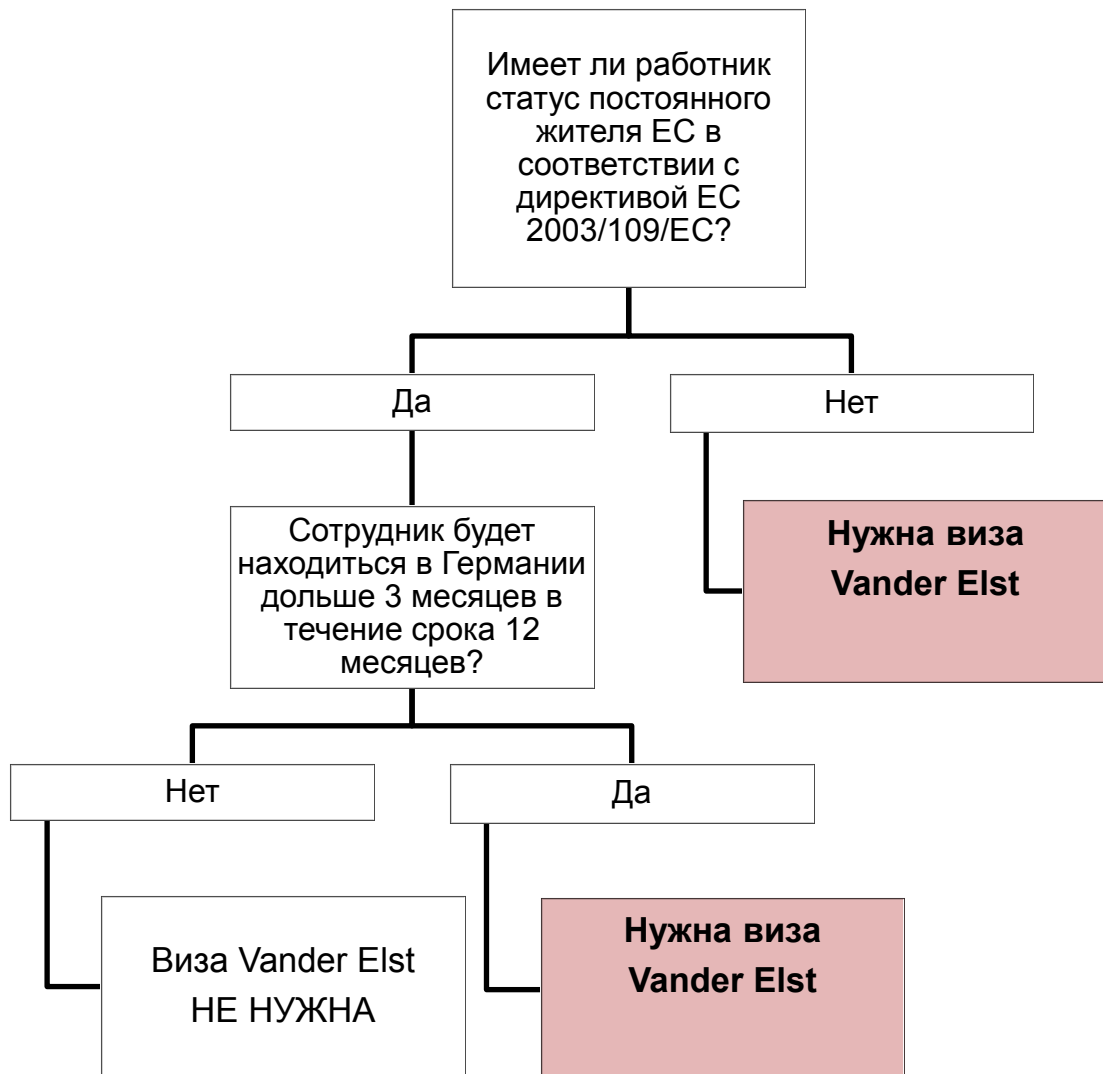 Имеет ли работник
статус постоянного
жителя ЕС в
соответствии с
директивой ЕС
2003/109/ЕС?
Да
Нет
Сотрудник будет
находиться в Германии
дольше 3 месяцев в
течение срока 12
месяцев?
Нужна виза
Vander Elst
Нет
Да
Виза Vander Elst
НЕ НУЖНА
Нужна виза
Vander Elst